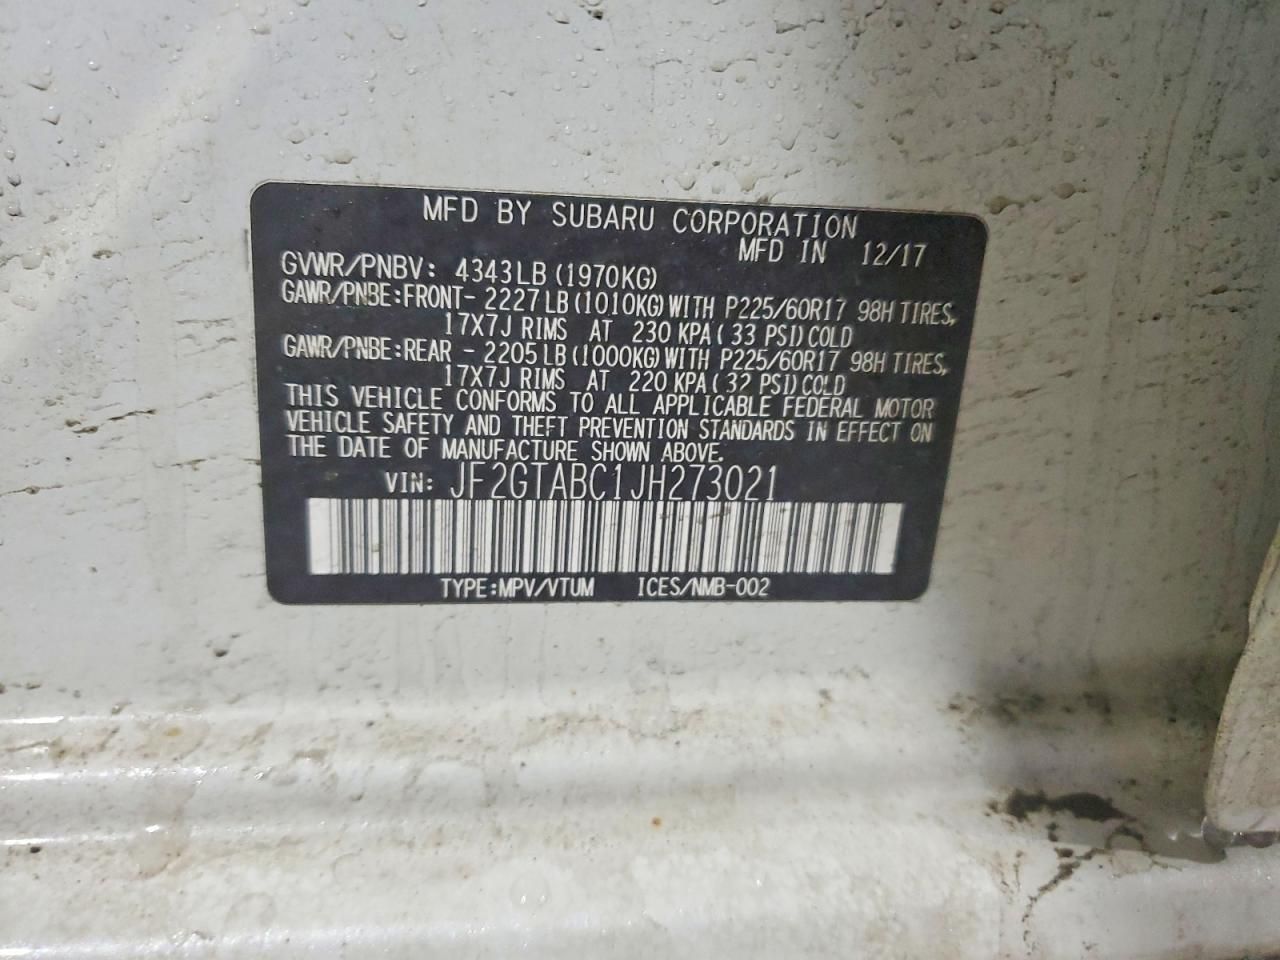 MFD BY SUBARU CORPORATION
MFD IN 12/17
GVWR/PNBV: 4343LB (1970KG)
GAWR/PNBE:FRONT- 2227LB (1010KG) WITH P225/60R17 98H TIRES,
17X7J RIMS AT 230 KPA ( 33 PSI) COLD
GAWR/PNBE:REAR - 2205LB (1000KG) WITH P225/60R17 98H TIRES,
17X7J RIMS AT 220 KPA ( 32 PSI) COLD
THIS VEHICLE CONFORMS TO ALL APPLICABLE FEDERAL MOTOR
VEHICLE SAFETY AND THEFT PREVENTION STANDARDS IN EFFECT ON
THE DATE OF MANUFACTURE SHOWN ABOVE.
VIN: JF2GTABC1JH273021
TYPE:MPV/VTUM ICES/NMB-002